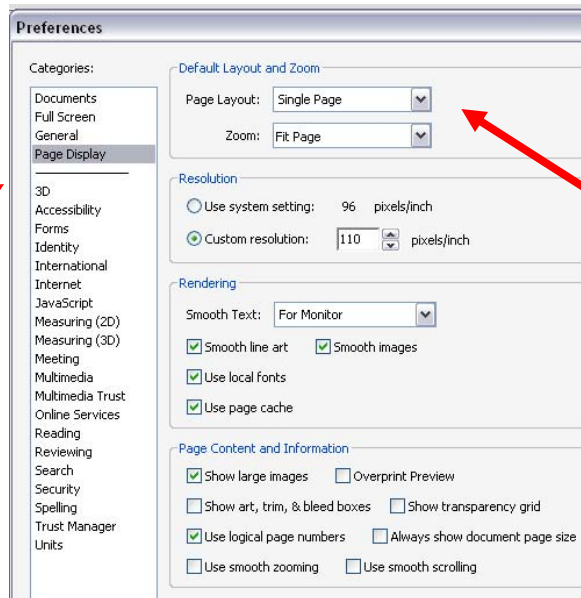 Preferences
Categories:
Documents
Full Screen
General
Page Display
3D
Accessibility
Forms
Identity
International
Internet
JavaScript
Measuring (2D)
Measuring (3D)
Meeting
Multimedia
Multimedia Trust
Online Services
Reading
Reviewing
Search
Security
Spelling
Trust Manager
Units
Default Layout and Zoom
Page Layout: Single Page
Zoom: Fit Page
Resolution
Use system setting: 96 pixels/inch
Custom resolution: 110 pixels/inch
Rendering
Smooth Text: For Monitor
Smooth line art Smooth images
Use local fonts
Use page cache
Page Content and Information
Show large images Overprint Preview
Show art, trim, & bleed boxes Show transparency grid
Use logical page numbers Always show document page size
Use smooth zooming Use smooth scrolling